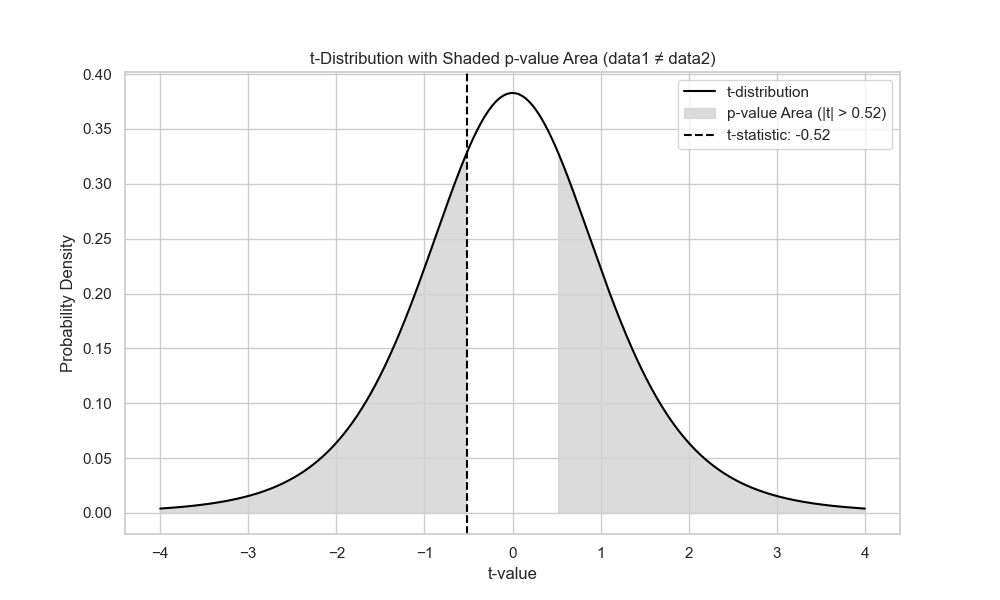 t-Distribution with Shaded p-value Area (data1 ≠ data2)
t-distribution
p-value Area (|t| > 0.52)
t-statistic: -0.52
Probability Density
0.40
0.35
0.30
0.25
0.20
0.15
0.10
0.05
0.00
−4 −3 −2 −1 0 1 2 3 4
t-value